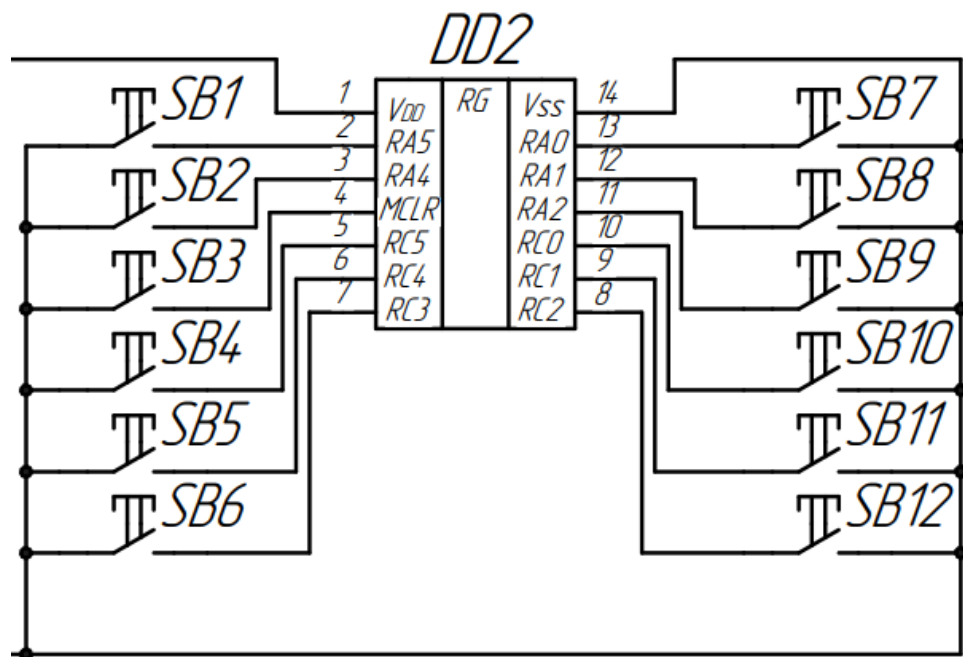 DD2
SB1
SB2
SB3
SB4
SB5
SB6
1
2
3
4
5
6
7
VDD
RA5
RA4
MCLR
RC5
RC4
RC3
RG
VSS
RA0
RA1
RA2
RC0
RC1
RC2
14
13
12
11
10
9
8
SB7
SB8
SB9
SB10
SB11
SB12